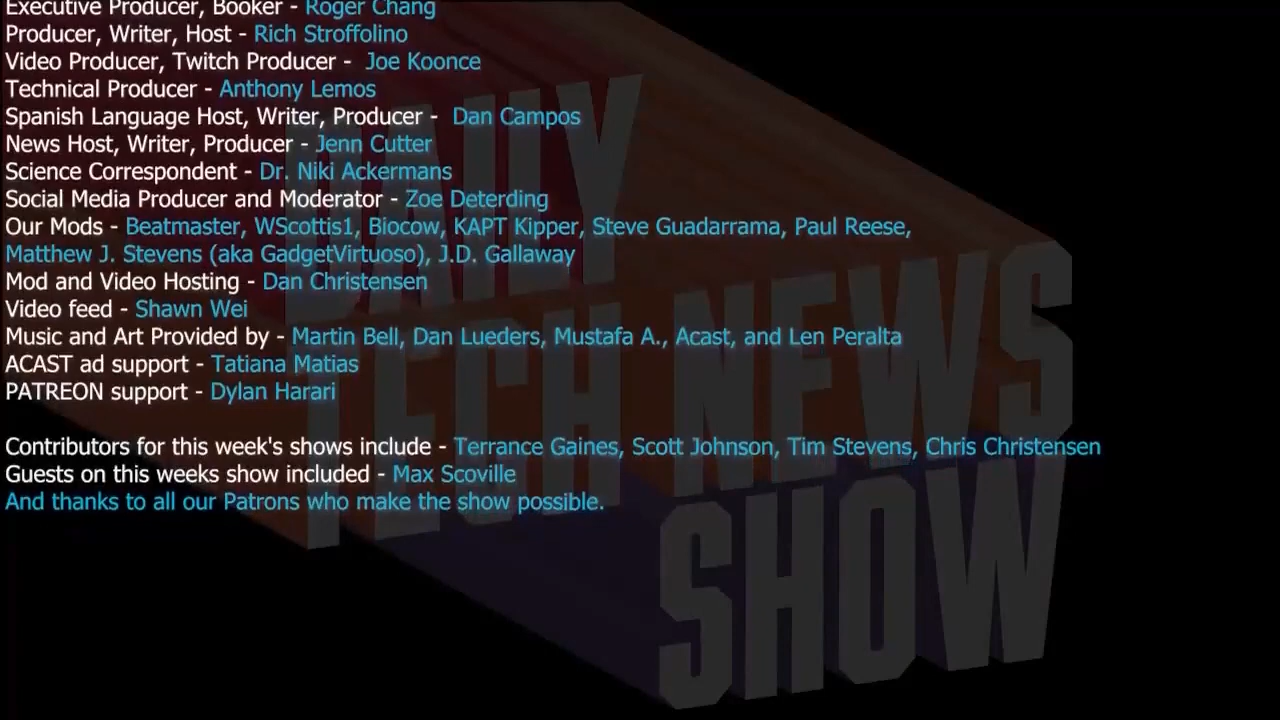 Executive Producer, Booker - Roger Chang
Producer, Writer, Host - Rich Stroffolino
Video Producer, Twitch Producer - Joe Koonce
Technical Producer - Anthony Lemos
Spanish Language Host, Writer, Producer - Dan Campos
News Host, Writer, Producer - Jenn Cutter
Science Correspondent - Dr. Niki Ackermans
Social Media Producer and Moderator - Zoe Deterding
Our Mods - Beatmaster, WScottis1, Biocow, KAPT Kipper, Steve Guadarrama, Paul Reese,
Matthew J. Stevens (aka GadgetVirtuoso), J.D. Gallaway
Mod and Video Hosting - Dan Christensen
Video feed - Shawn Wei
Music and Art Provided by - Martin Bell, Dan Lueders, Mustafa A., Acast, and Len Peralta
ACAST ad support - Tatiana Matias
PATREON support - Dylan Harari
Contributors for this week's shows include - Terrance Gaines, Scott Johnson, Tim Stevens, Chris Christensen
Guests on this weeks show included - Max Scoville
And thanks to all our Patrons who make the show possible.
DAILY
TECH NEWS
SHOW